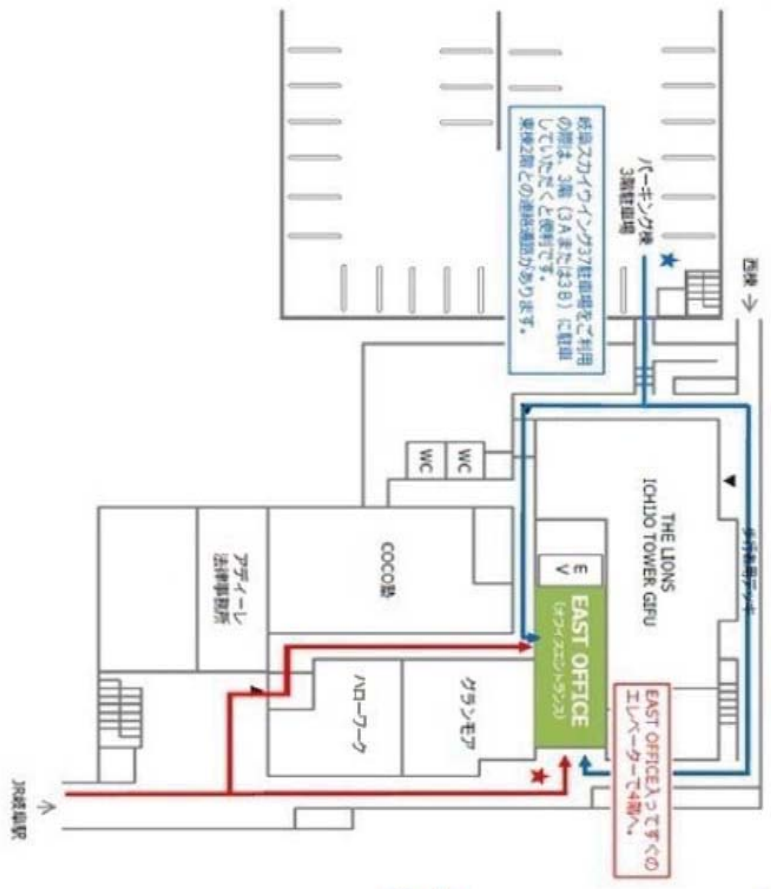 西棟
パーキング棟
3階駐車場
岐阜スカイウイング37駐車場をご利用
の際は、3階（3Aまたは3B）に駐車
していただくと便利です。
東棟2階との連絡通路があります。
歩行者用デッキ
THE LIONS
ICHIJO TOWER GIFU
WC
WC
EV
EAST OFFICE
(オフィスエントランス)
COCO塾
アディーレ
法律事務所
EAST OFFICE入ってすぐの
エレベーターで4階へ。
グランモア
ハローワーク
JR岐阜駅